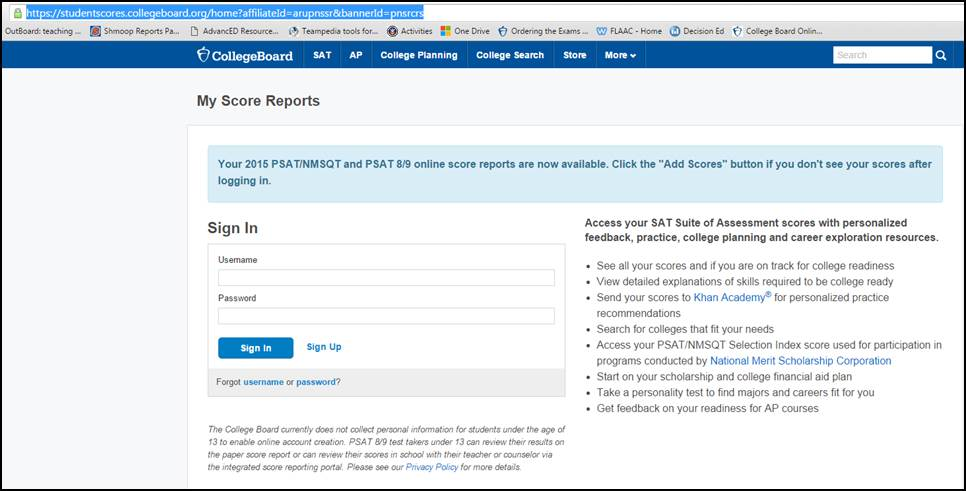 https://studentscores.collegeboard.org/home?affiliateId=arupnssr&bannerId=pnsrcrs
OutBoard: teaching ... Shmoop Reports Pa... AdvancED Resource... Teampedia tools for... Activities One Drive Ordering the Exams ... FLAAC - Home Decision Ed College Board Onlin...
CollegeBoard SAT AP College Planning College Search Store More Search
My Score Reports
Your 2015 PSAT/NMSQT and PSAT 8/9 online score reports are now available. Click the "Add Scores" button if you don't see your scores after
logging in.
Sign In
Username
Password
Sign In Sign Up
Forgot username or password?
The College Board currently does not collect personal information for students under the age of
13 to enable online account creation. PSAT 8/9 test takers under 13 can review their results on
the paper score report or can review their scores in school with their teacher or counselor via
the integrated score reporting portal. Please see our Privacy Policy for more details.
Access your SAT Suite of Assessment scores with personalized
feedback, practice, college planning and career exploration resources.
• See all your scores and if you are on track for college readiness
• View detailed explanations of skills required to be college ready
• Send your scores to Khan Academy® for personalized practice
recommendations
• Search for colleges that fit your needs
• Access your PSAT/NMSQT Selection Index score used for participation in
programs conducted by National Merit Scholarship Corporation
• Start on your scholarship and college financial aid plan
• Take a personality test to find majors and careers fit for you
• Get feedback on your readiness for AP courses